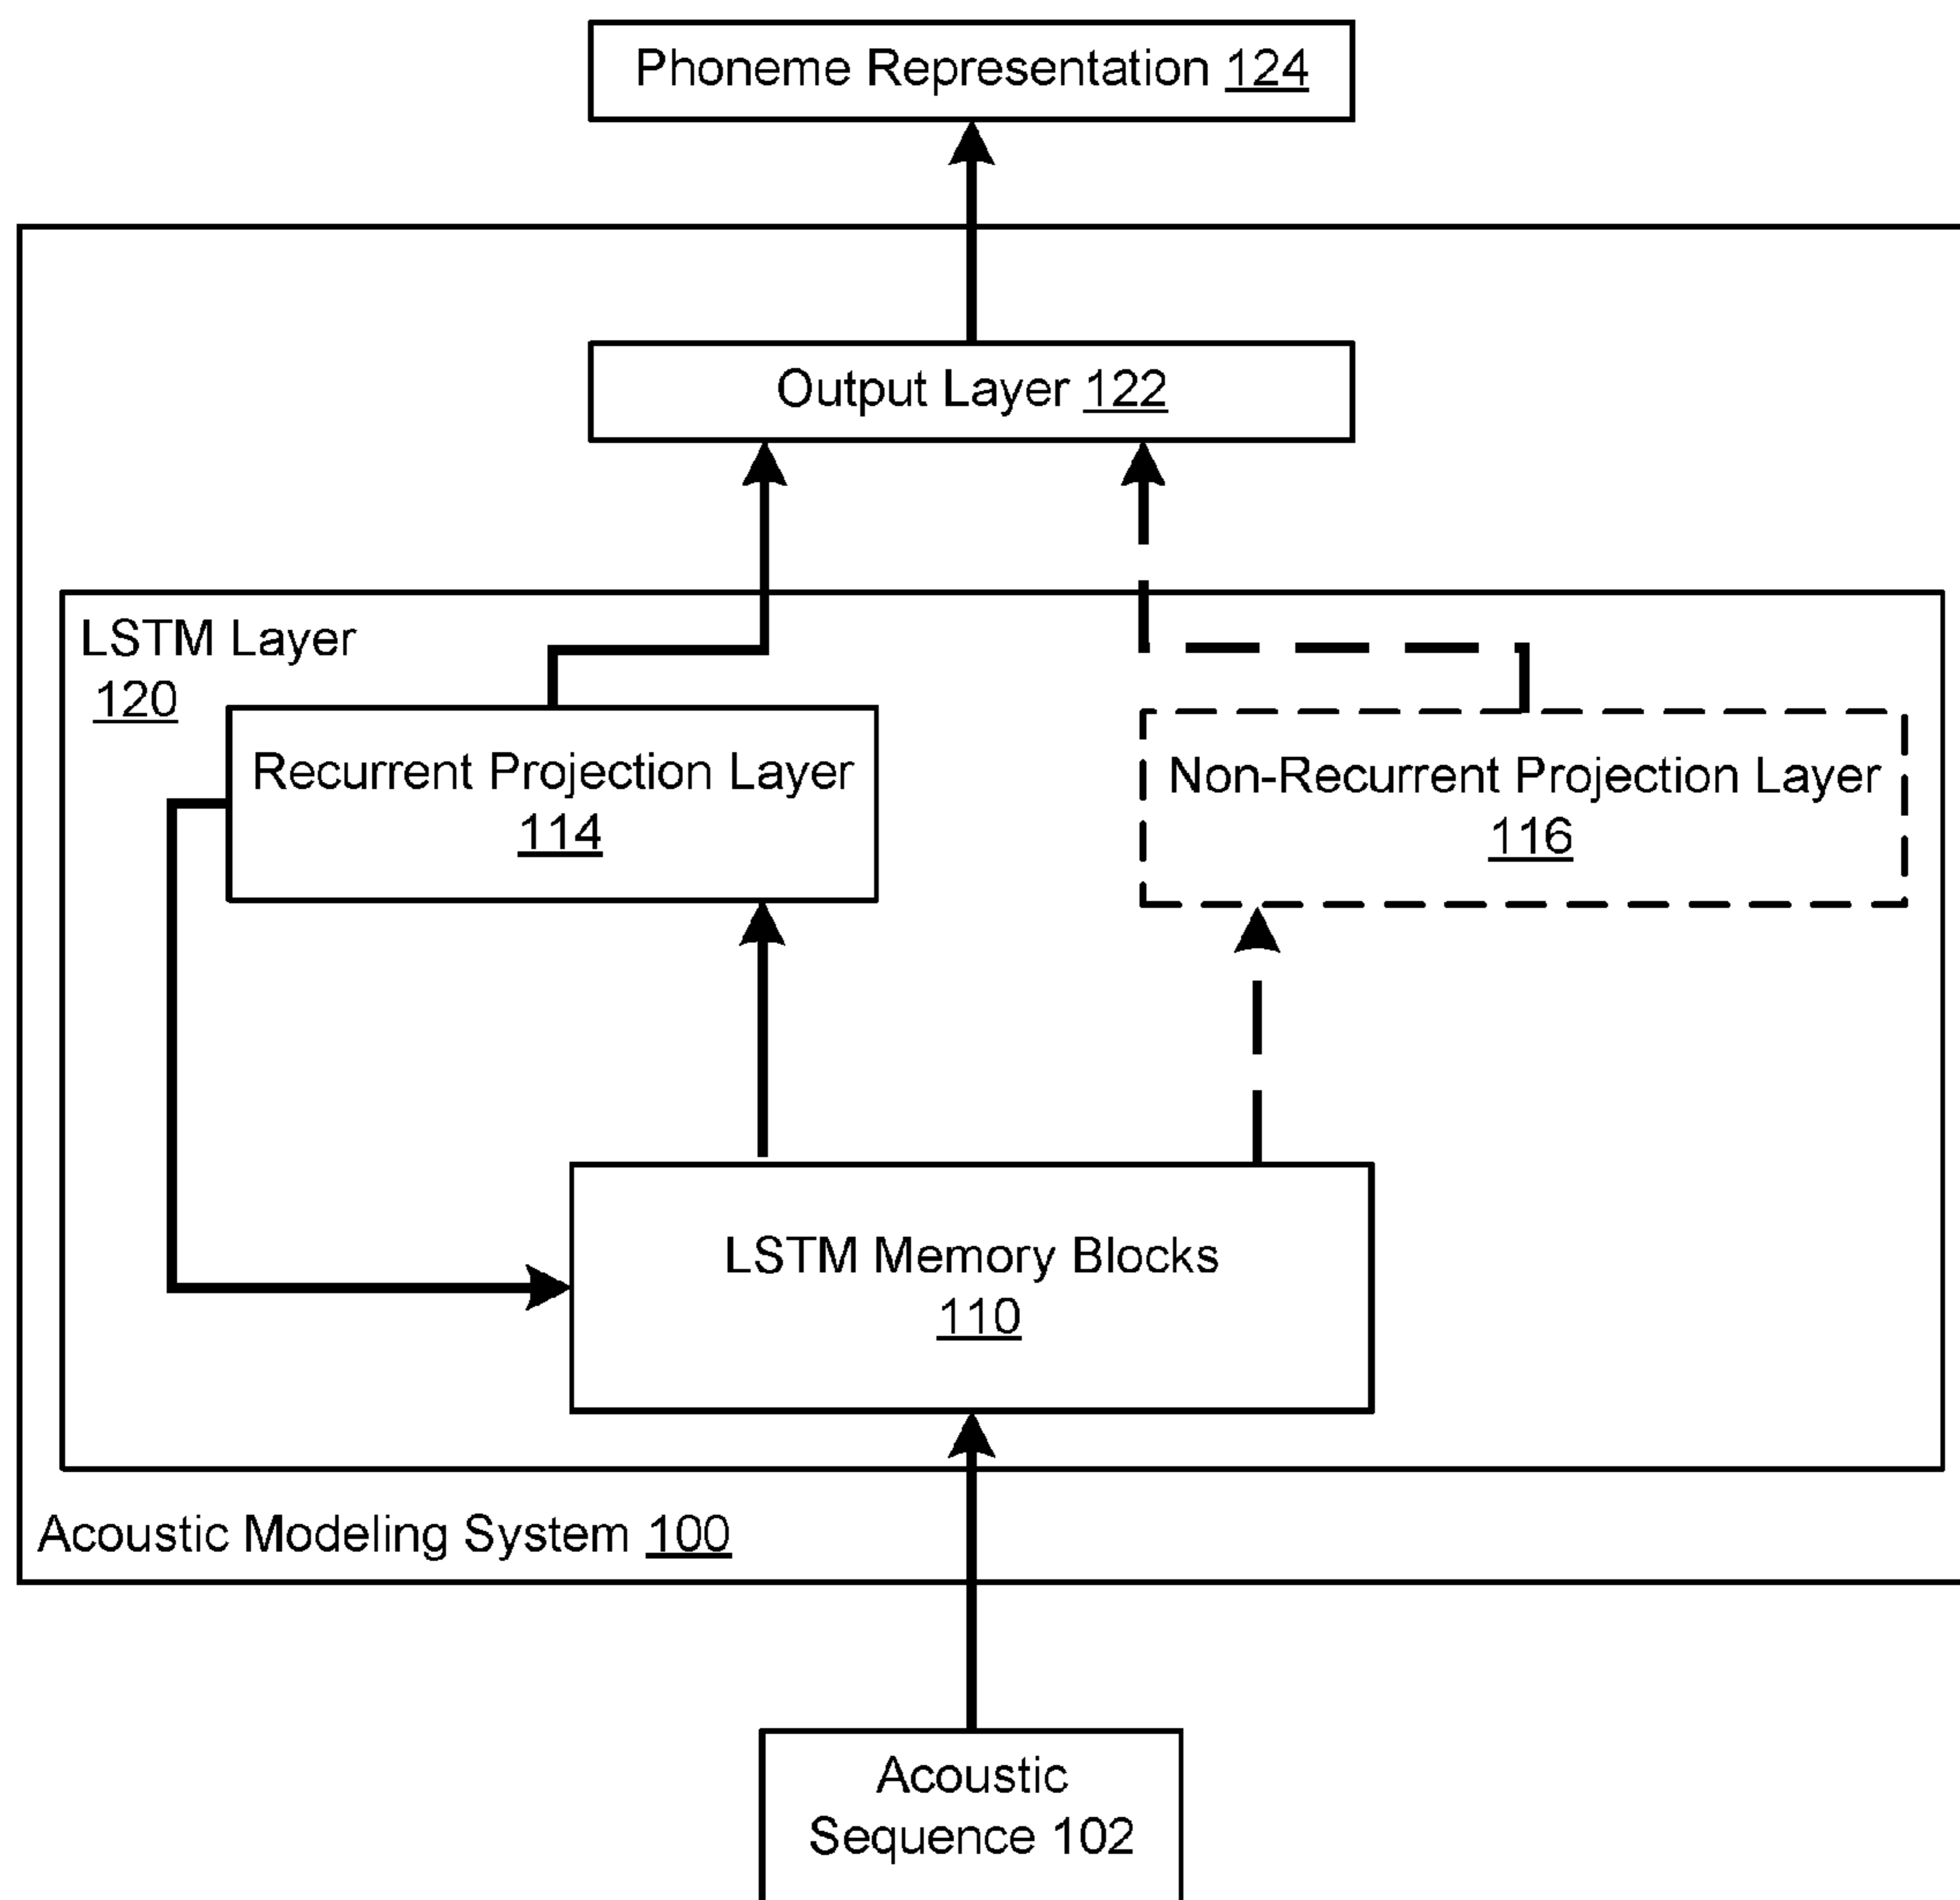 Phoneme Representation 124
Output Layer 122
LSTM Layer
120
Recurrent Projection Layer
114
Non-Recurrent Projection Layer
116
LSTM Memory Blocks
110
Acoustic Modeling System 100
Acoustic
Sequence 102